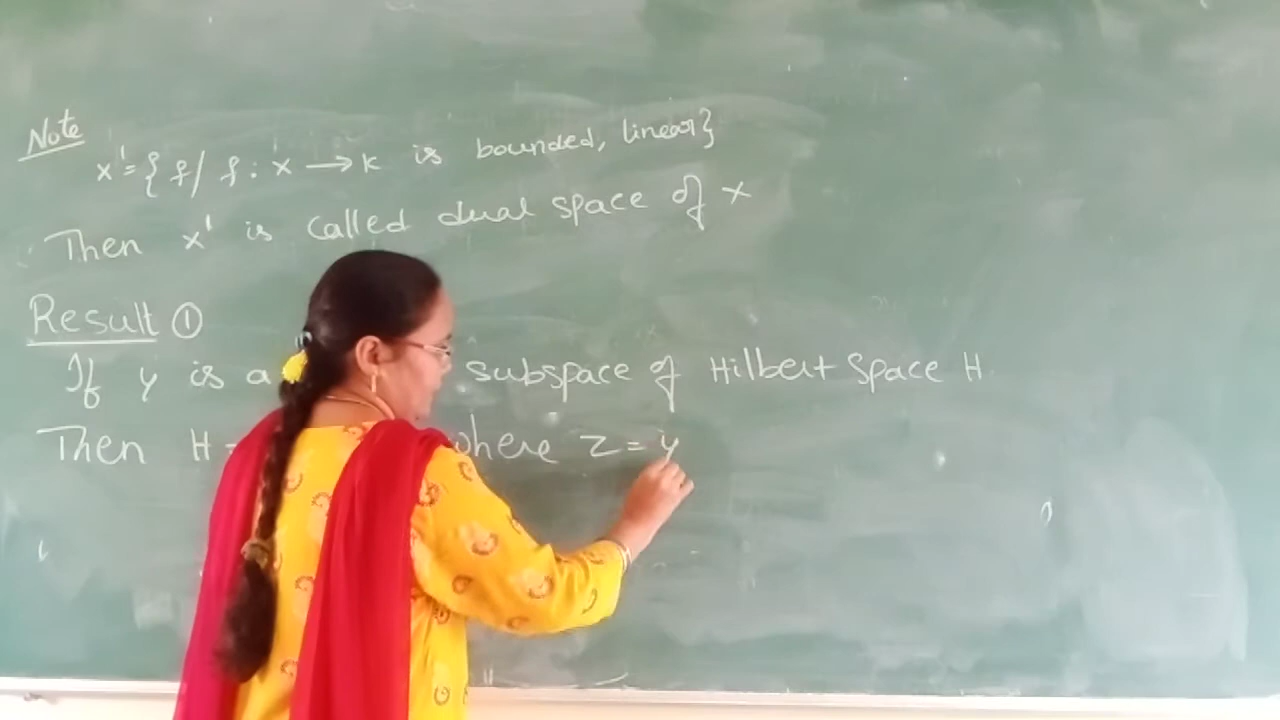 Note
X' = { f / f : X → K is bounded, linear}
Then X' is called dual space of X
Result ①
If Y is a subspace of Hilbert Space H
Then H = where Z = Y